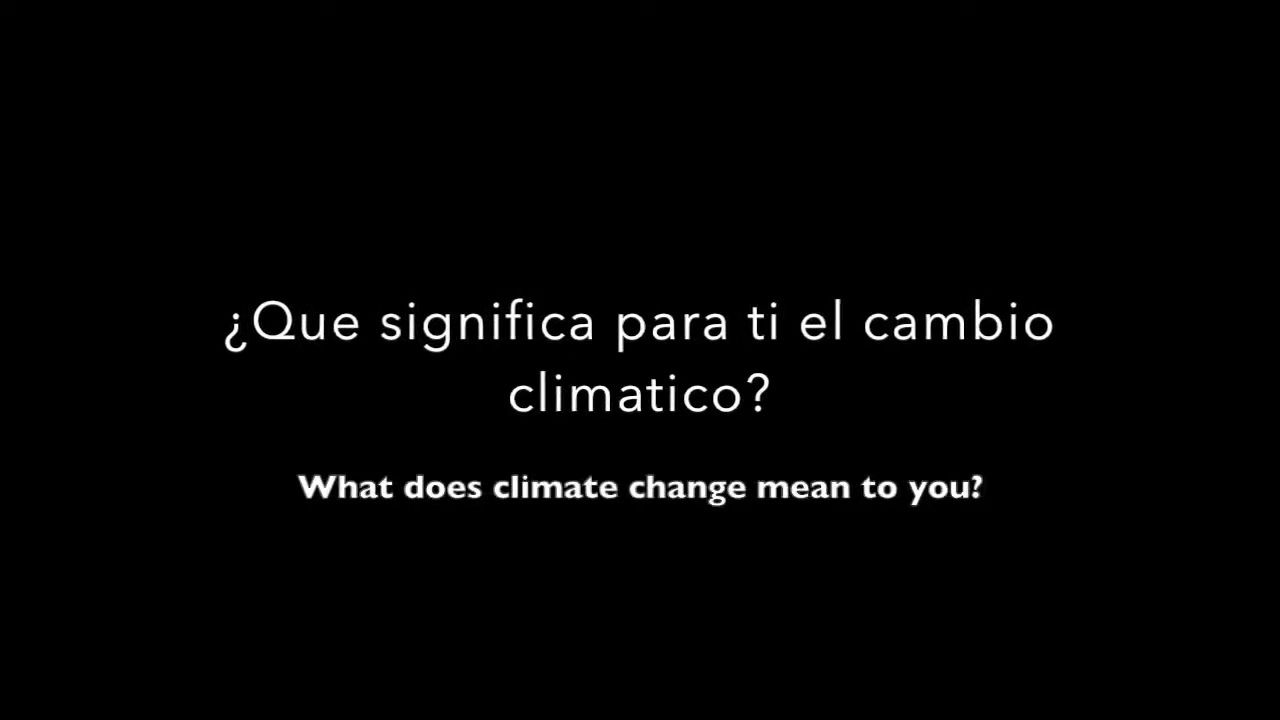 ¿Que significa para ti el cambio
climatico?
What does climate change mean to you?